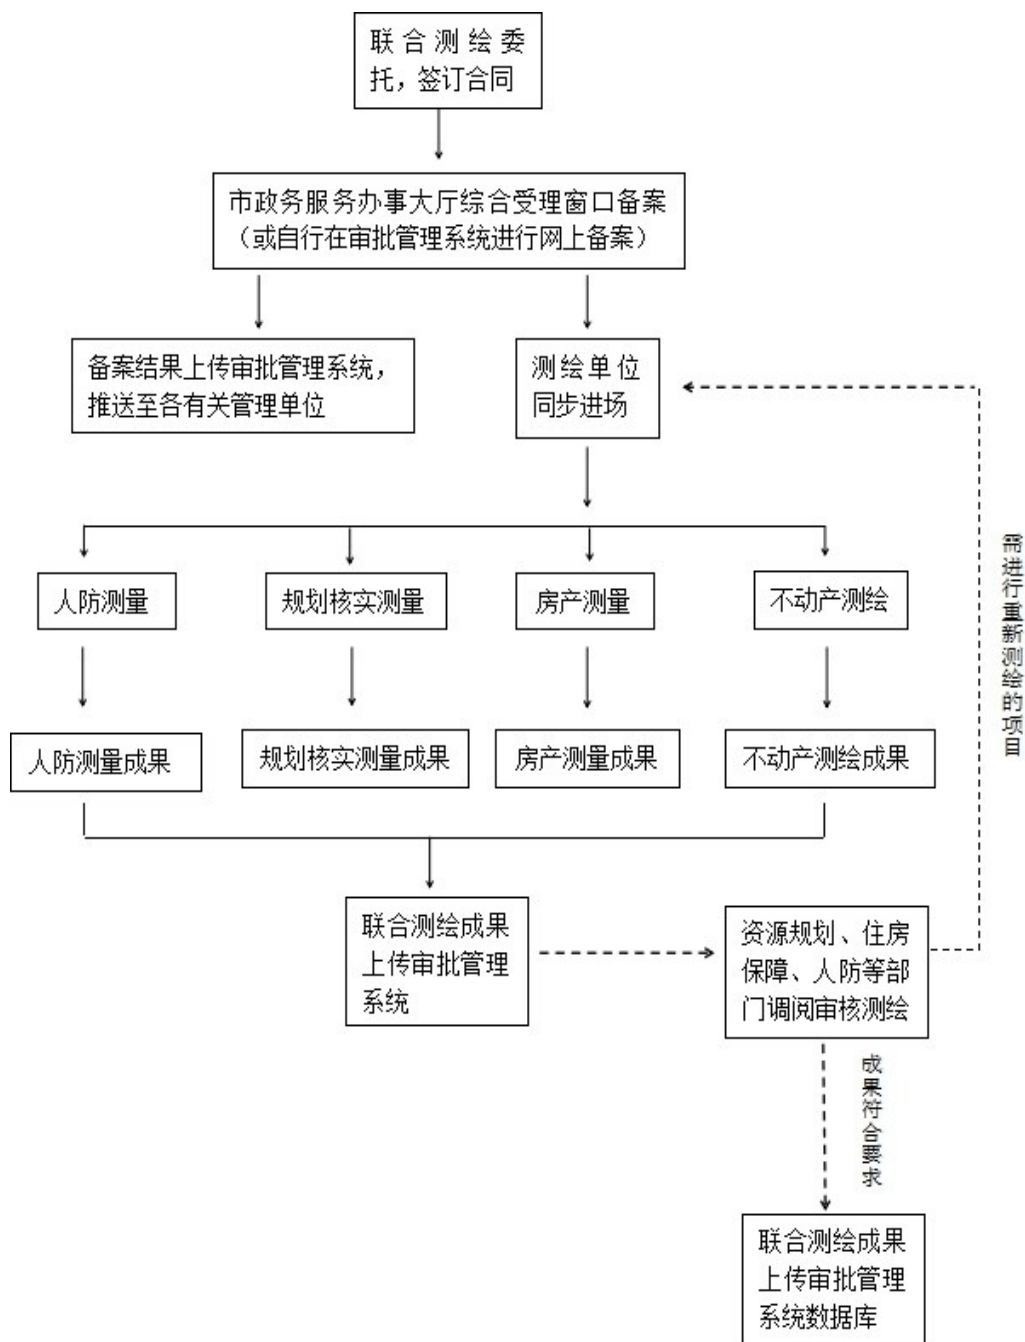 联合测绘委
托，签订合同
市政务服务办事大厅综合受理窗口备案
（或自行在审批管理系统进行网上备案）
备案结果上传审批管理系统，
推送至各有关管理单位
测绘单位
同步进场
需进行重新测绘的项目
人防测量
规划核实测量
房产测量
不动产测绘
人防测量成果
规划核实测量成果
房产测量成果
不动产测绘成果
联合测绘成果
上传审批管理
系统
资源规划、住房
保障、人防等部
门调阅审核测绘
成果符合要求
联合测绘成果
上传审批管理
系统数据库